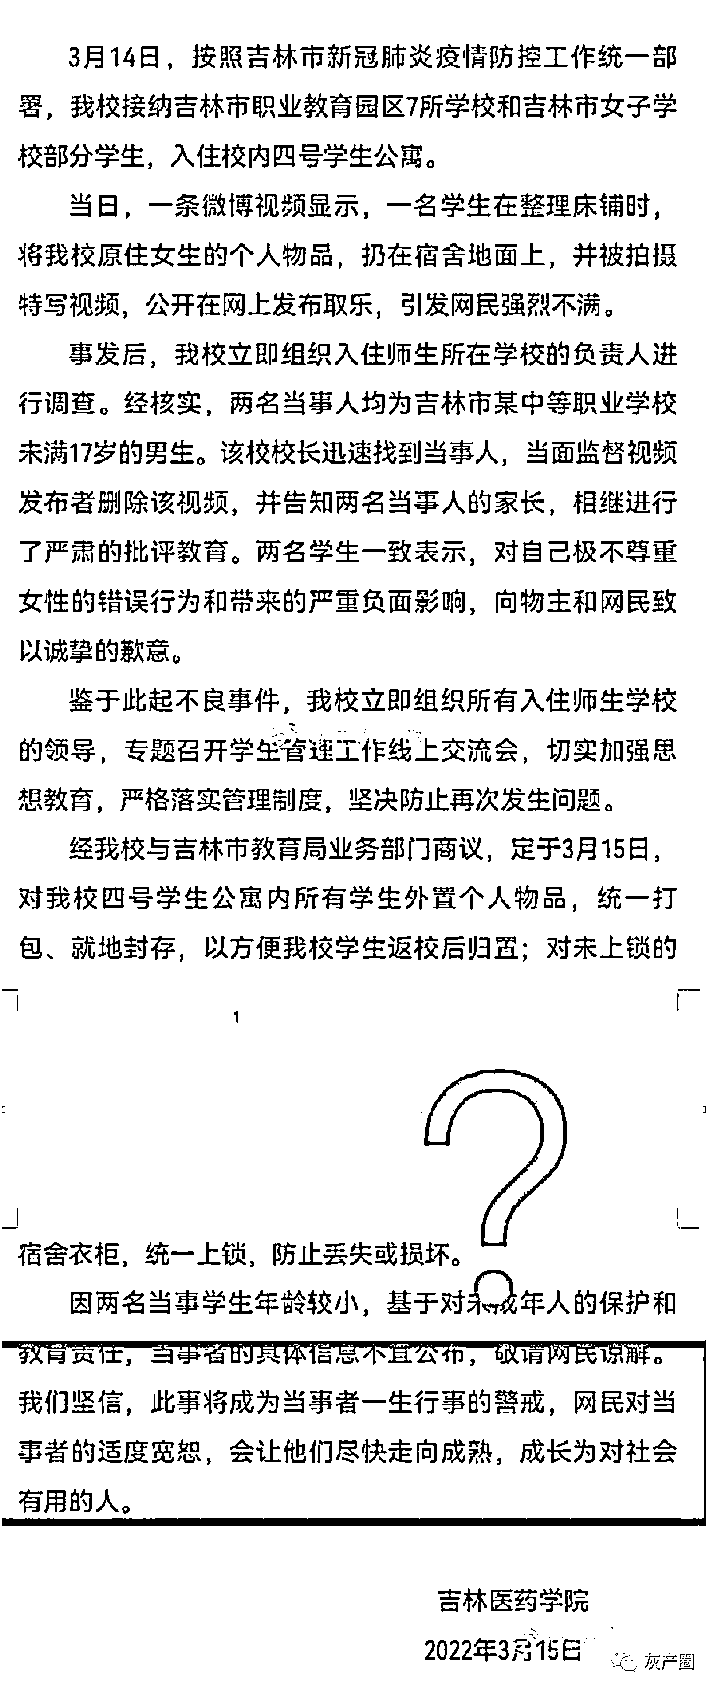 3月14日，按照吉林市新冠肺炎疫情防控工作统一部
署，我校接纳吉林市职业教育园区7所学校和吉林市女子学
校部分学生，入住校内四号学生公寓。
当日，一条微博视频显示，一名学生在整理床铺时，
将我校原住女生的个人物品，扔在宿舍地面上，并被拍摄
特写视频，公开在网上发布取乐，引发网民强烈不满。
事发后，我校立即组织入住师生所在学校的负责人进
行调查。经核实，两名当事人均为吉林市某中等职业学校
未满17岁的男生。该校校长迅速找到当事人，当面监督视频
发布者删除该视频，并告知两名当事人的家长，相继进行
了严肃的批评教育。两名学生一致表示，对自己极不尊重
女性的错误行为和带来的严重负面影响，向物主和网民致
以诚挚的歉意。
鉴于此起不良事件，我校立即组织所有入住师生学校
的领导，专题召开学生管理工作线上交流会，切实加强思
想教育，严格落实管理制度，坚决防止再次发生问题。
经我校与吉林市教育局业务部门商议，定于3月15日，
对我校四号学生公寓内所有学生外置个人物品，统一打
包、就地封存，以方便我校学生返校后归置；对未上锁的
1
?
宿舍衣柜，统一上锁，防止丢失或损坏。
因两名当事学生年龄较小，基于对未成年人的保护和
教育责任，当事者的具体信息不宜公布，敬请网民谅解。
我们坚信，此事将成为当事者一生行事的警戒，网民对当
事者的适度宽恕，会让他们尽快走向成熟，成长为对社会
有用的人。
吉林医药学院
2022年3月15日
灰产圈